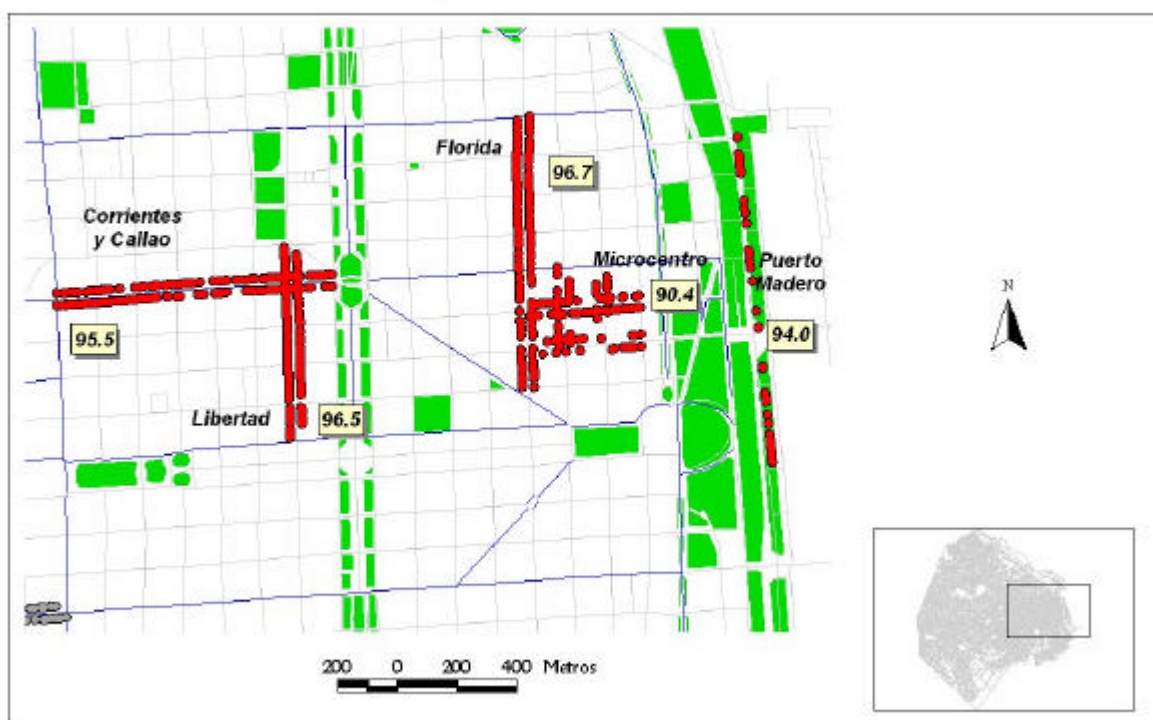 Florida
96.7
Corrientes
y Callao
Microcentro
90.4
Puerto
Madero
94.0
95.5
Libertad
96.5
N
200 0 200 400 Metros